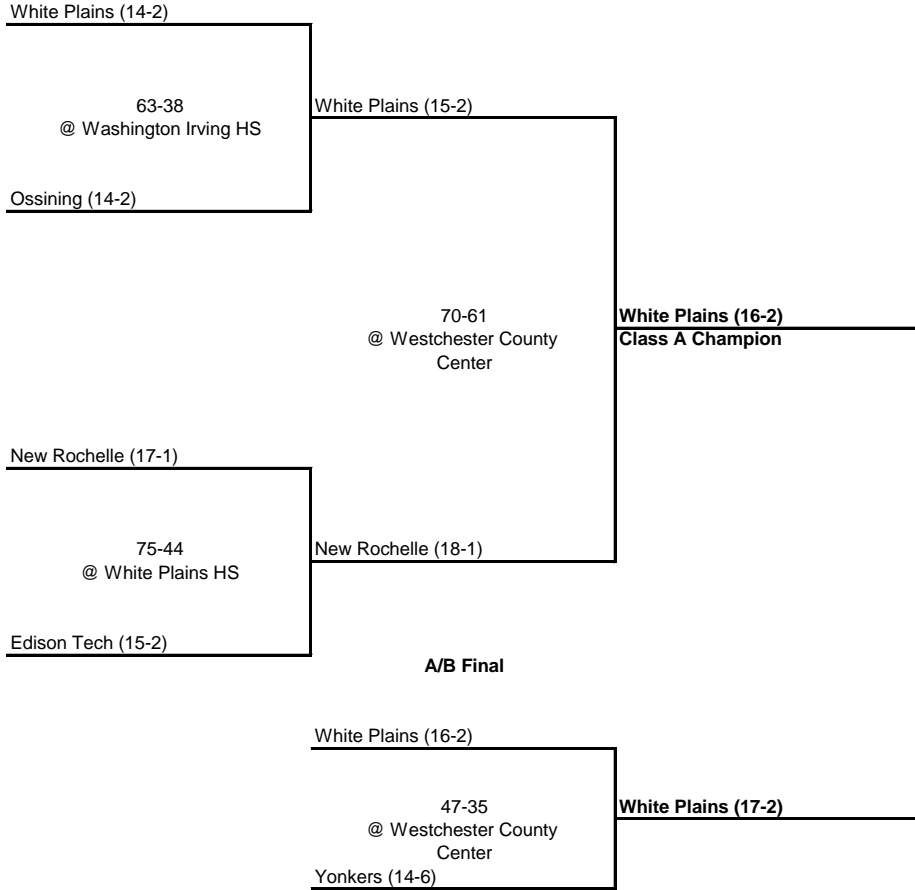 White Plains (14-2)
63-38
@ Washington Irving HS
White Plains (15-2)
Ossining (14-2)
70-61
@ Westchester County
Center
White Plains (16-2)
Class A Champion
New Rochelle (17-1)
75-44
@ White Plains HS
New Rochelle (18-1)
Edison Tech (15-2)
A/B Final
White Plains (16-2)
47-35
@ Westchester County
Center
White Plains (17-2)
Yonkers (14-6)